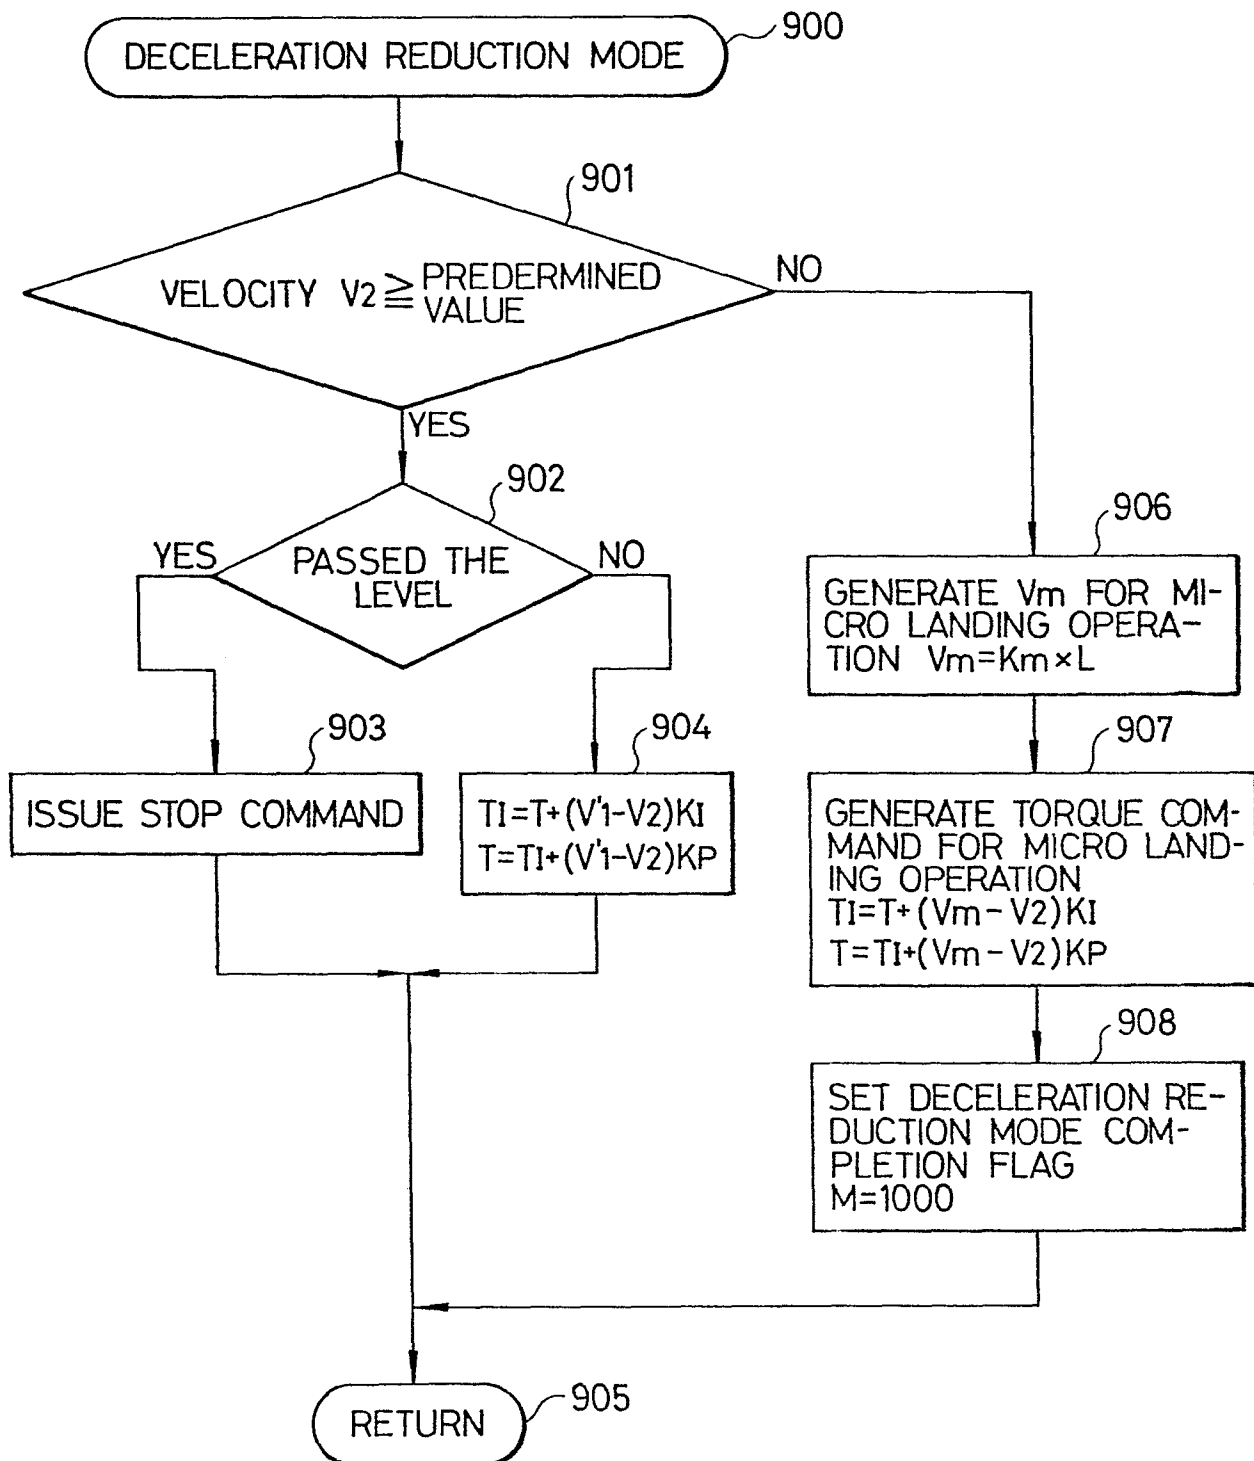 900
DECELERATION REDUCTION MODE
901
VELOCITY V2 ≧ PREDERMINED
VALUE
NO
YES
902
YES
PASSED THE
LEVEL
NO
903
ISSUE STOP COMMAND
904
TI=T+(V'1-V2)KI
T=TI+(V'1-V2)KP
906
GENERATE Vm FOR MI-
CRO LANDING OPERA-
TION Vm=Km×L
907
GENERATE TORQUE COM-
MAND FOR MICRO LAND-
ING OPERATION
TI=T+(Vm-V2)KI
T=TI+(Vm-V2)KP
908
SET DECELERATION RE-
DUCTION MODE COM-
PLETION FLAG
M=1000
905
RETURN